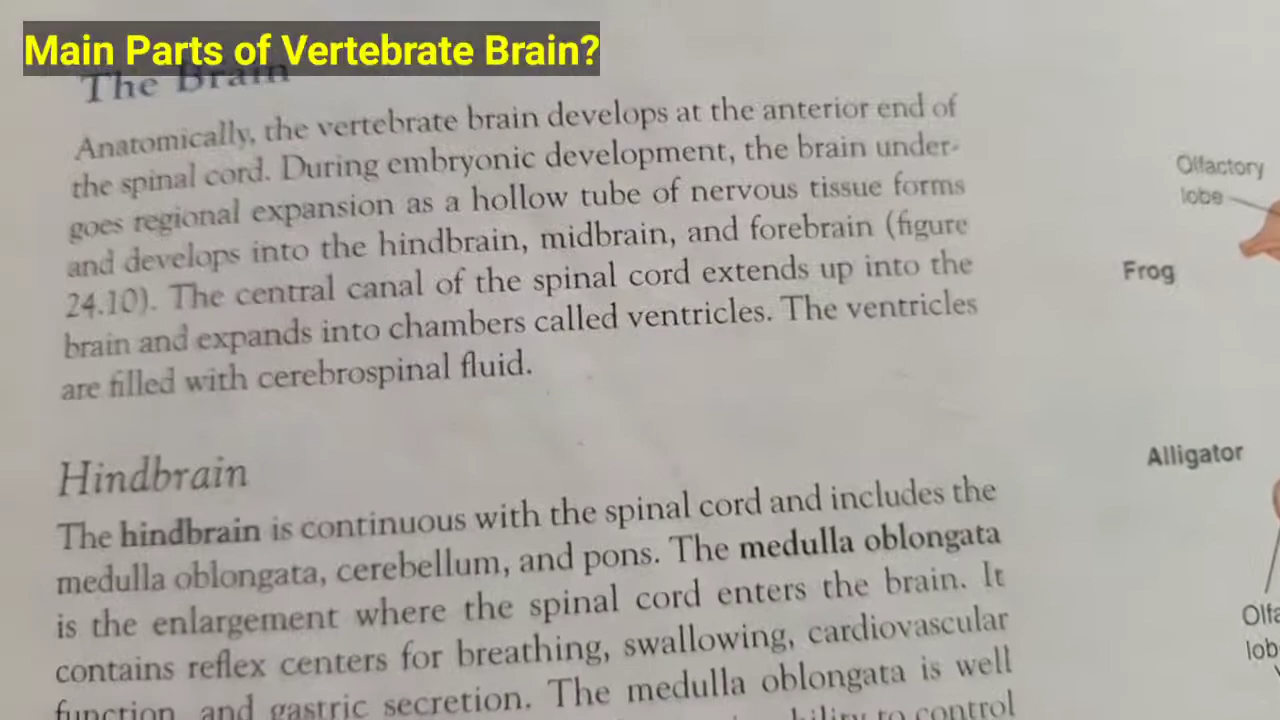 Main Parts of Vertebrate Brain?
The Brain
Anatomically, the vertebrate brain develops at the anterior end of
the spinal cord. During embryonic development, the brain under-
goes regional expansion as a hollow tube of nervous tissue forms
and develops into the hindbrain, midbrain, and forebrain (figure
24.10). The central canal of the spinal cord extends up into the
brain and expands into chambers called ventricles. The ventricles
are filled with cerebrospinal fluid.
Hindbrain
The hindbrain is continuous with the spinal cord and includes the
medulla oblongata, cerebellum, and pons. The medulla oblongata
is the enlargement where the spinal cord enters the brain. It
contains reflex centers for breathing, swallowing, cardiovascular
function, and gastric secretion. The medulla oblongata is well
to control
Olfactory
lobe
Frog
Alligator
Olfa
lob